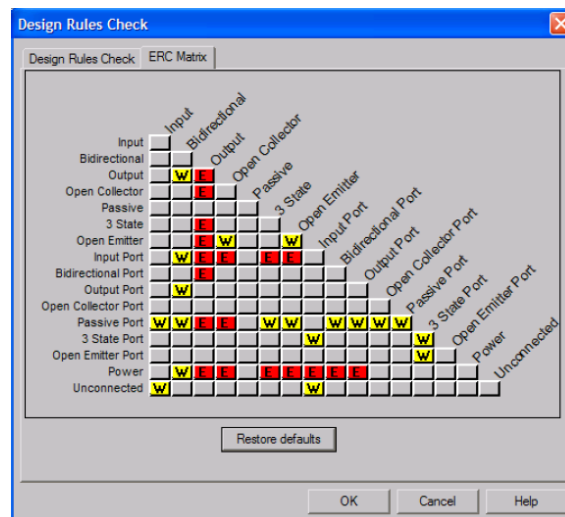 Design Rules Check
Design Rules Check
ERC Matrix
Input
Bidirectional
Output
Open Collector
Passive
3 State
Open Emitter
Input Port
Bidirectional Port
Output Port
Open Collector Port
Passive Port
3 State Port
Open Emitter Port
Power
Unconnected
Input
Bidirectional
Output W E
Open Collector E
Passive
3 State E
Open Emitter E W W
Input Port W E E E E
Bidirectional Port E
Output Port W
Open Collector Port
Passive Port W W E E W W W W W W
3 State Port W W
Open Emitter Port W
Power W E E E E E E E
Unconnected W W
Restore defaults
OK
Cancel
Help